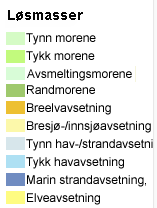 Løsmasser
Tynn morene
Tykk morene
Avsmeltingsmorene
Randmorene
Breelvavsetning
Bresjø-/innsjøavsetning
Tynn hav-/strandavsetni
Tykk havavsetning
Marin strandavsetning,
Elveavsetning